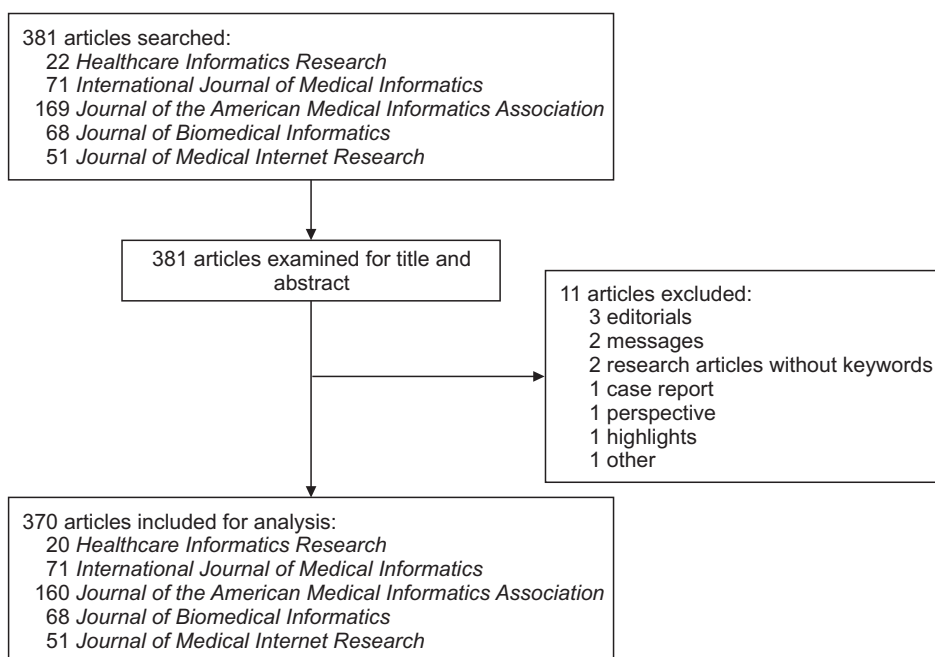 381 articles searched:
22 Healthcare Informatics Research
71 International Journal of Medical Informatics
169 Journal of the American Medical Informatics Association
68 Journal of Biomedical Informatics
51 Journal of Medical Internet Research
381 articles examined for title and
abstract
11 articles excluded:
3 editorials
2 messages
2 research articles without keywords
1 case report
1 perspective
1 highlights
1 other
370 articles included for analysis:
20 Healthcare Informatics Research
71 International Journal of Medical Informatics
160 Journal of the American Medical Informatics Association
68 Journal of Biomedical Informatics
51 Journal of Medical Internet Research